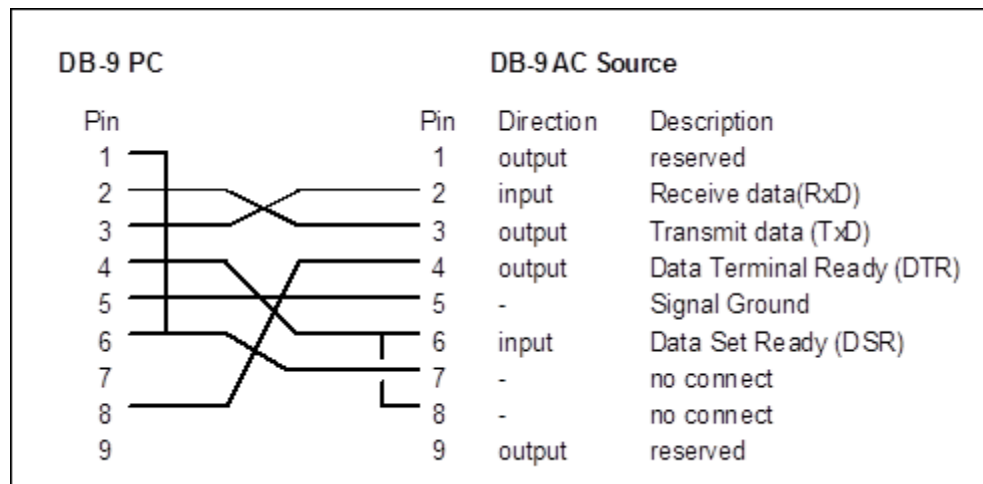 DB-9 PC DB-9 AC Source
Pin Pin Direction Description
1 1 output reserved
2 2 input Receive data(RxD)
3 3 output Transmit data (TxD)
4 4 output Data Terminal Ready (DTR)
5 5 - Signal Ground
6 6 input Data Set Ready (DSR)
7 7 - no connect
8 8 - no connect
9 9 output reserved